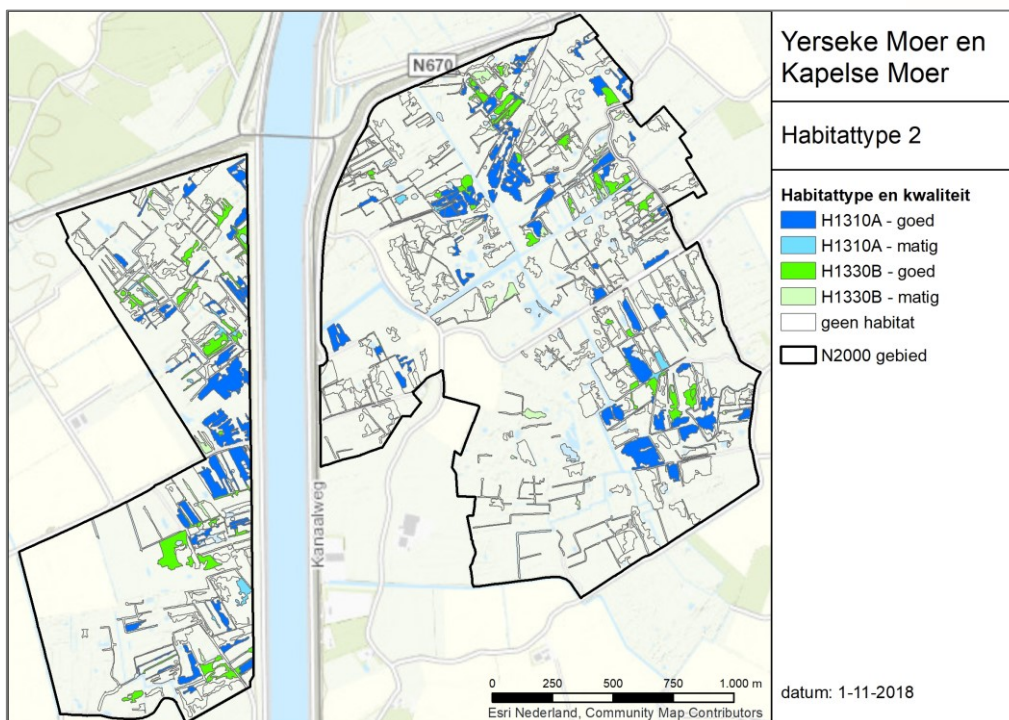 N670
Kanaalweg
0 250 500 750 1.000 m
Esri Nederland, Community Map Contributors
Yerseke Moer en
Kapelse Moer
Habitattype 2
Habitattype en kwaliteit
H1310A - goed
H1310A - matig
H1330B - goed
H1330B - matig
geen habitat
N2000 gebied
datum: 1-11-2018